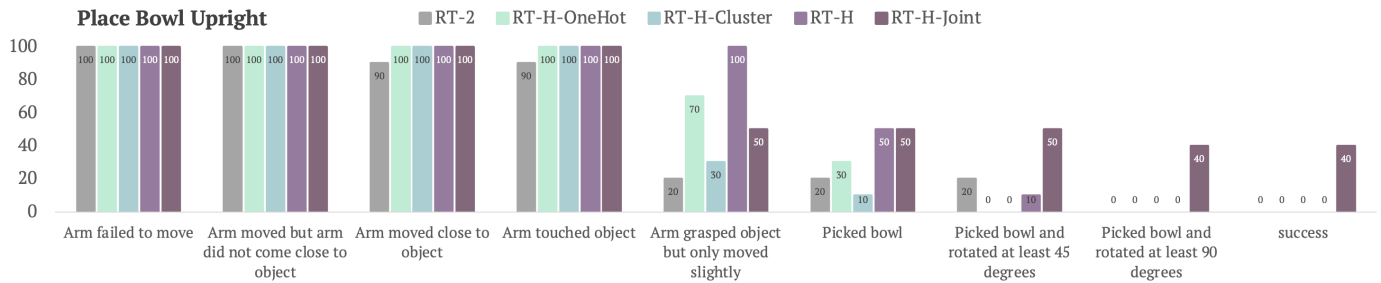 Place Bowl Upright
RT-2 RT-H-OneHot RT-H-Cluster RT-H RT-H-Joint
100
80
60
40
20
0
100 100 100 100 100
100 100 100 100 100
90 100 100 100 100
90 100 100 100 100
20 70 30 100 50
20 30 10 50 50
20 0 0 10 50
0 0 0 0 40
0 0 0 0 40
Arm failed to move
Arm moved but arm
did not come close to
object
Arm moved close to
object
Arm touched object
Arm grasped object
but only moved
slightly
Picked bowl
Picked bowl and
rotated at least 45
degrees
Picked bowl and
rotated at least 90
degrees
success